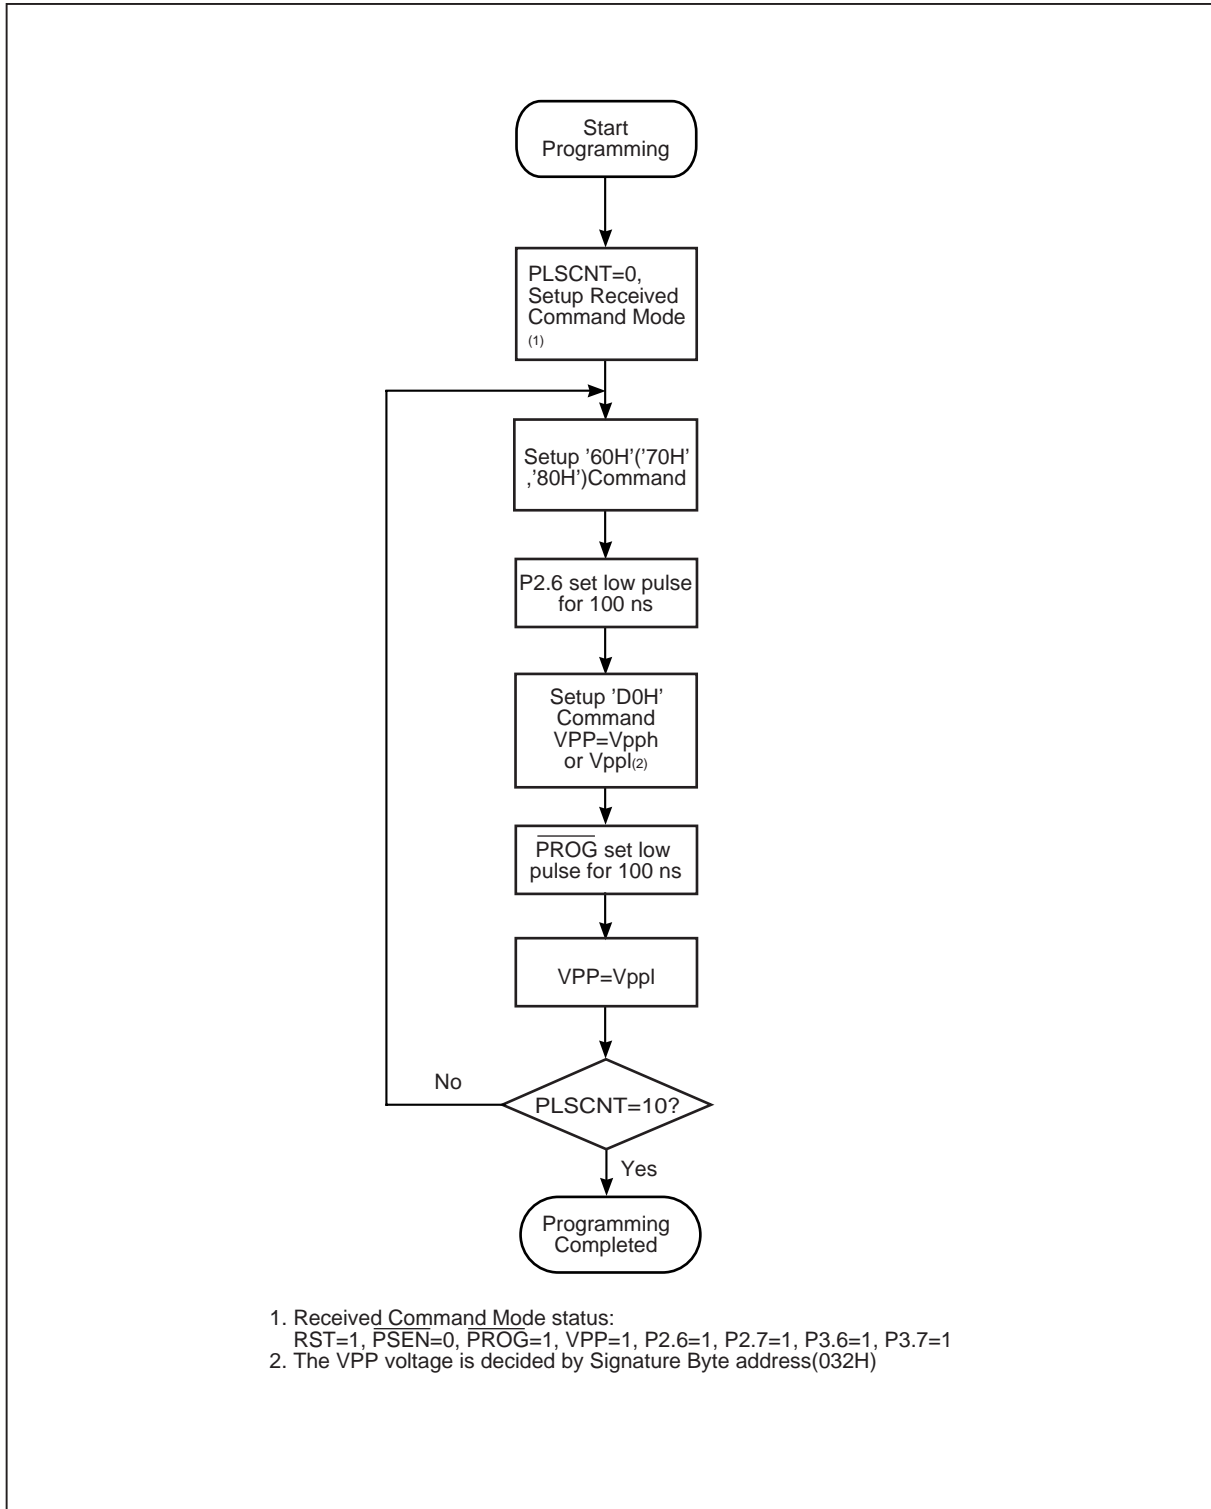 Start
Programming
PLSCNT=0,
Setup Received
Command Mode
(1)
Setup '60H'('70H'
,'80H')Command
P2.6 set low pulse
for 100 ns
Setup 'D0H'
Command
VPP=Vpph
or Vppl(2)
PROG set low
pulse for 100 ns
VPP=Vppl
No
PLSCNT=10?
Yes
Programming
Completed
1. Received Command Mode status:
RST=1, PSEN=0, PROG=1, VPP=1, P2.6=1, P2.7=1, P3.6=1, P3.7=1
2. The VPP voltage is decided by Signature Byte address(032H)